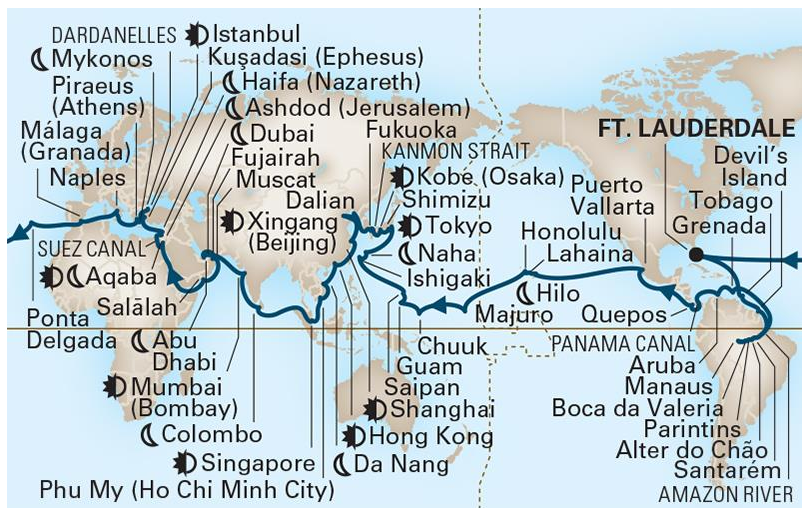 DARDANELLES
Istanbul
Mykonos
Kuşadasi (Ephesus)
Piraeus
(Athens)
Haifa (Nazareth)
Ashdod (Jerusalem)
Málaga
(Granada)
Dubai
Fukuoka
FT. LAUDERDALE
Naples
Fujairah
KANMON STRAIT
Devil's
Island
Muscat
Kobe (Osaka)
Puerto
Vallarta
Dalian
Shimizu
Tobago
Xingang
(Beijing)
Tokyo
Honolulu
Grenada
SUEZ CANAL
Naha
Lahaina
Aqaba
Ishigaki
Hilo
Salālah
Majuro
Quepos
Ponta
Delgada
Abu
Dhabi
Chuuk
PANAMA CANAL
Guam
Aruba
Mumbai
(Bombay)
Saipan
Manaus
Shanghai
Boca da Valeria
Colombo
Hong Kong
Parintins
Singapore
Da Nang
Alter do Chão
Santarém
Phu My (Ho Chi Minh City)
AMAZON RIVER